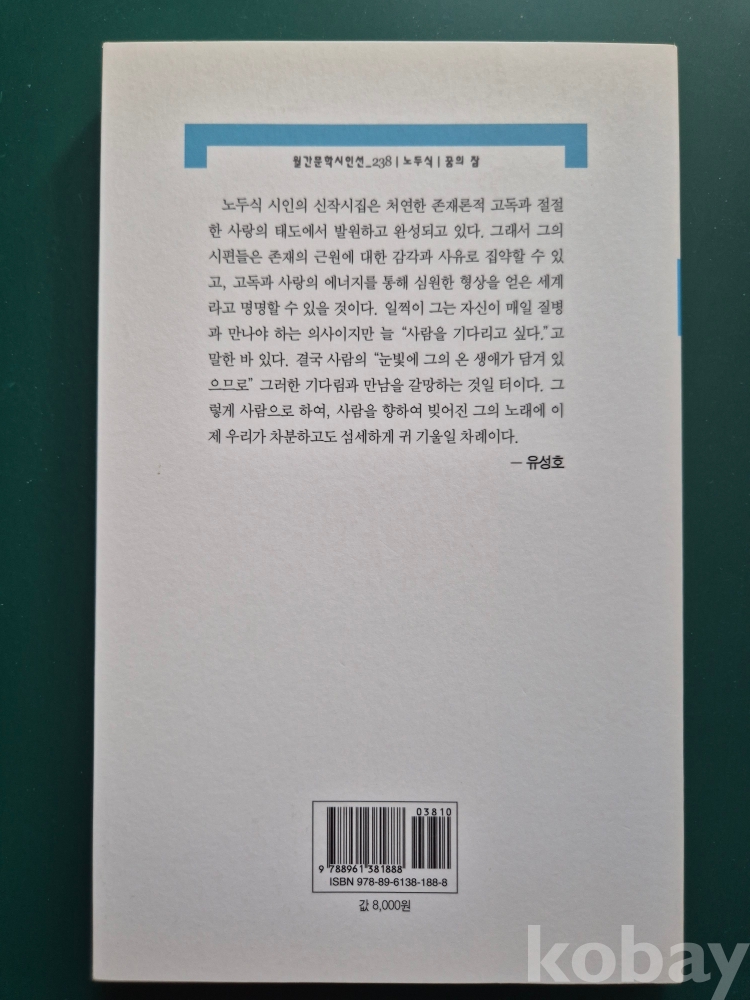 월간문학시인선_238 | 노두식 | 꿈의 잠
노두식 시인의 신작시집은 처연한 존재론적 고독과 절절
한 사랑의 태도에서 발원하고 완성되고 있다. 그래서 그의
시편들은 존재의 근원에 대한 감각과 사유로 집약할 수 있
고, 고독과 사랑의 에너지를 통해 심원한 형상을 얻은 세계
라고 명명할 수 있을 것이다. 일찍이 그는 자신이 매일 질병
과 만나야 하는 의사이지만 늘 “사람을 기다리고 싶다.”고
말한 바 있다. 결국 사람의 “눈빛에 그의 온 생애가 담겨 있
으므로” 그러한 기다림과 만남을 갈망하는 것일 터이다. 그
렇게 사람으로 하여, 사람을 향하여 빚어진 그의 노래에 이
제 우리가 차분하고도 섬세하게 귀 기울일 차례이다.
— 유성호
03810
9 788961 381888
ISBN 978-89-6138-188-8
값 8,000원
kobay